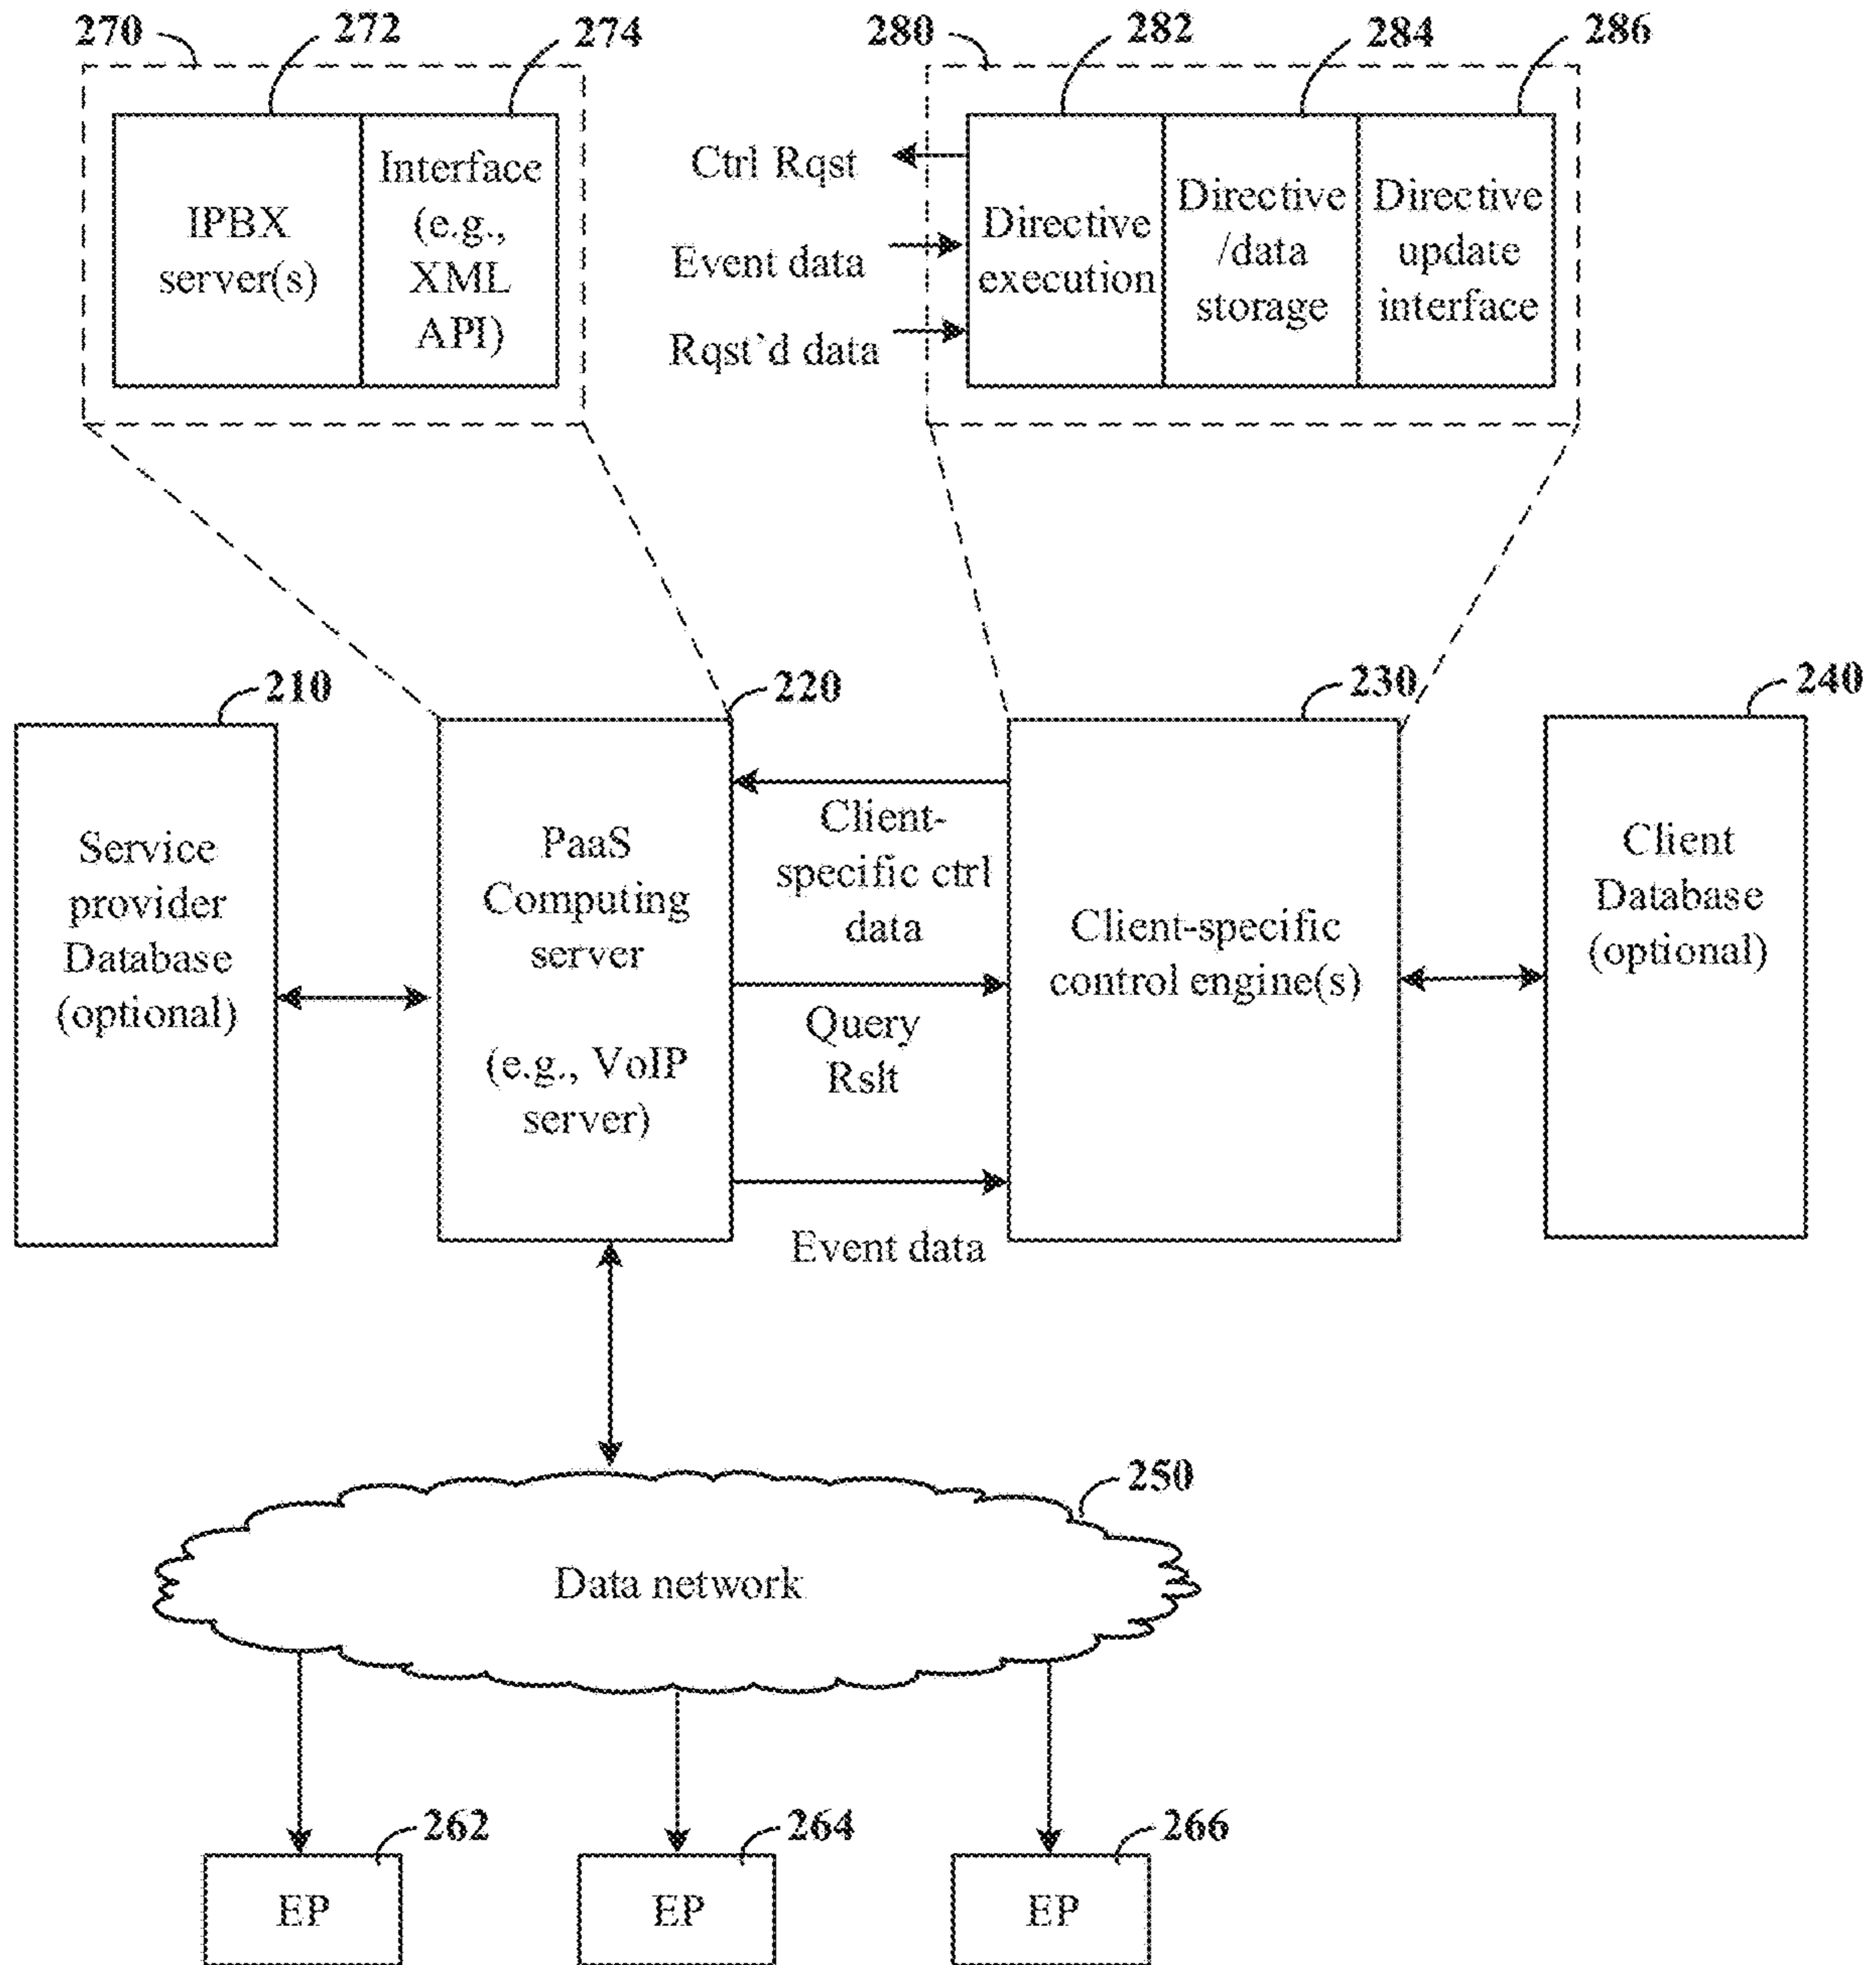 270
272
274
280
282
284
286
IPBX
server(s)
Interface
(e.g.,
XML
API)
Ctrl Rqst
Event data
Rqst'd data
Directive
execution
Directive
/data
storage
Directive
update
interface
210
220
230
240
Service
provider
Database
(optional)
PaaS
Computing
server
(e.g., VoIP
server)
Client-
specific ctrl
data
Query
Rslt
Event data
Client-specific
control engine(s)
Client
Database
(optional)
250
Data network
262
264
266
EP
EP
EP